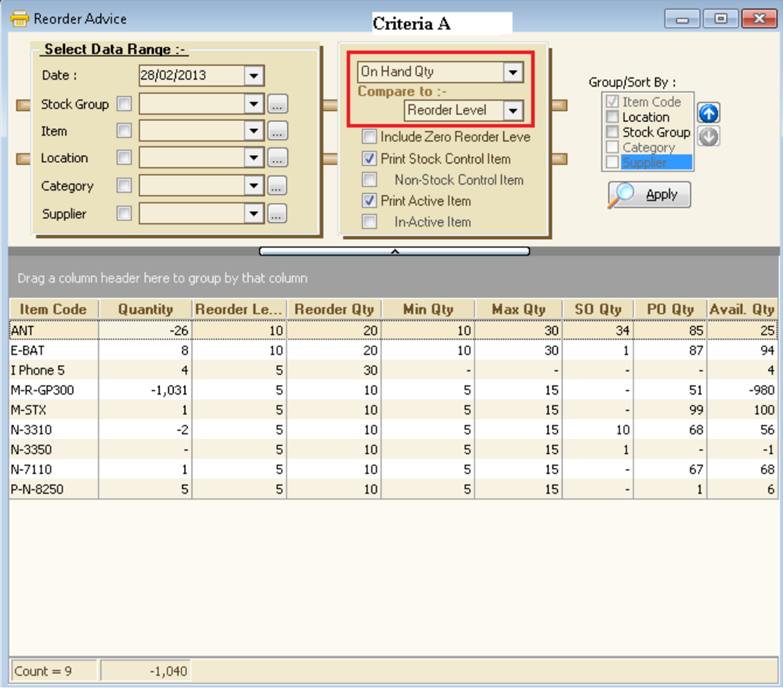 Reorder Advice
Criteria A
Select Data Range :-
Date : 28/02/2013
Stock Group ...
Item ...
Location ...
Category ...
Supplier ...
On Hand Qty
Compare to :-
Reorder Level
Include Zero Reorder Leve
Print Stock Control Item
Non-Stock Control Item
Print Active Item
In-Active Item
Group/Sort By :
Item Code
Location
Stock Group
Category
Supplier
Apply
Drag a column header here to group by that column
Item Code Quantity Reorder Le... Reorder Qty Min Qty Max Qty SO Qty PO Qty Avail. Qty
ANT -26 10 20 10 30 34 85 25
E-BAT 8 10 20 10 30 1 87 94
I Phone 5 4 5 30 - - - - 4
M-R-GP300 -1,031 5 10 5 15 - 51 -980
M-STX 1 5 10 5 15 - 99 100
N-3310 -2 5 10 5 15 10 68 56
N-3350 - 5 10 5 15 1 - -1
N-7110 1 5 10 5 15 - 67 68
P-N-8250 5 5 10 5 15 - 1 6
Count = 9 -1,040